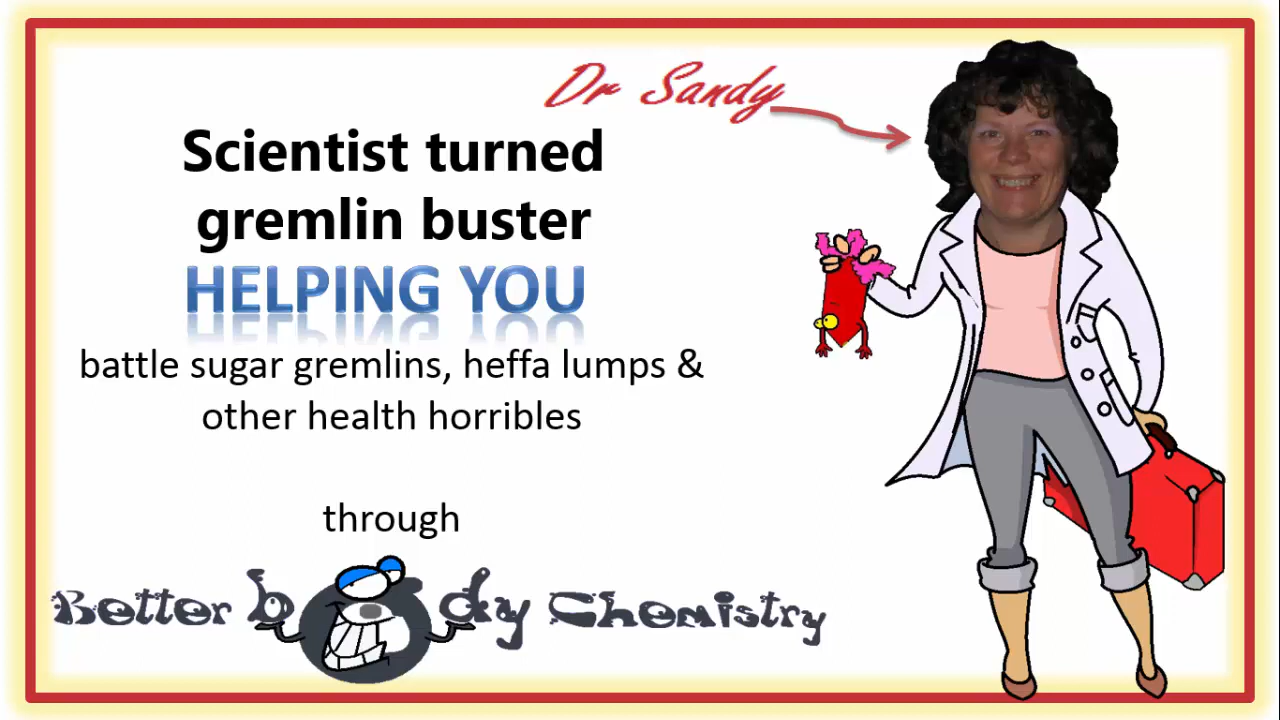 Dr Sandy
Scientist turned
gremlin buster
HELPING YOU
battle sugar gremlins, heffa lumps &
other health horribles
through
Better body Chemistry